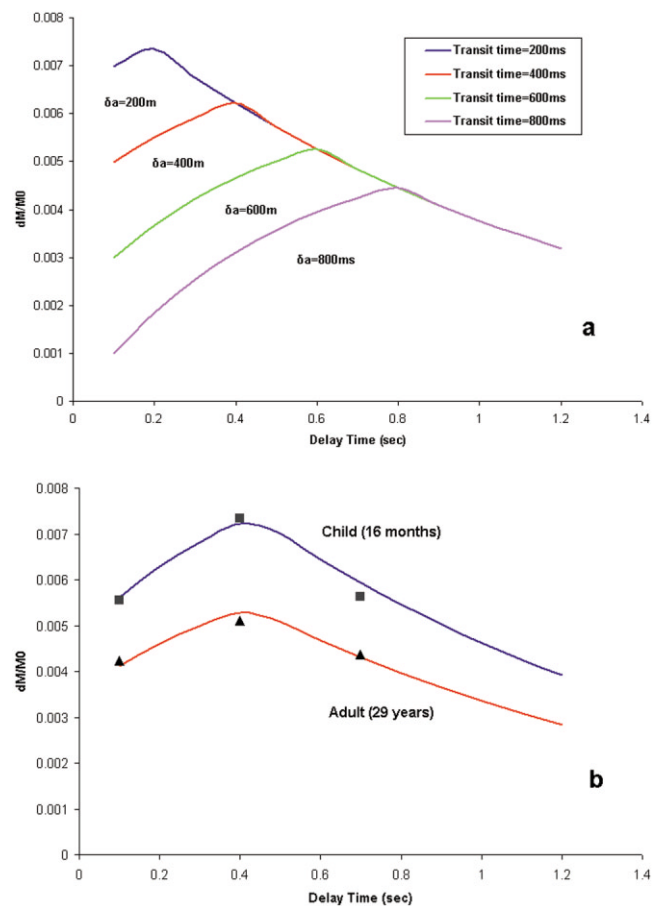 0.008
0.007
0.006
0.005
0.004
0.003
0.002
0.001
0
dM/M0
Transit time=200ms
Transit time=400ms
Transit time=600ms
Transit time=800ms
δa=200m
δa=400m
δa=600m
δa=800ms
a
0 0.2 0.4 0.6 0.8 1 1.2 1.4
Delay Time (sec)
0.008
0.007
0.006
0.005
0.004
0.003
0.002
0.001
0
dM/M0
Child (16 months)
Adult (29 years)
b
0 0.2 0.4 0.6 0.8 1 1.2 1.4
Delay Time (sec)